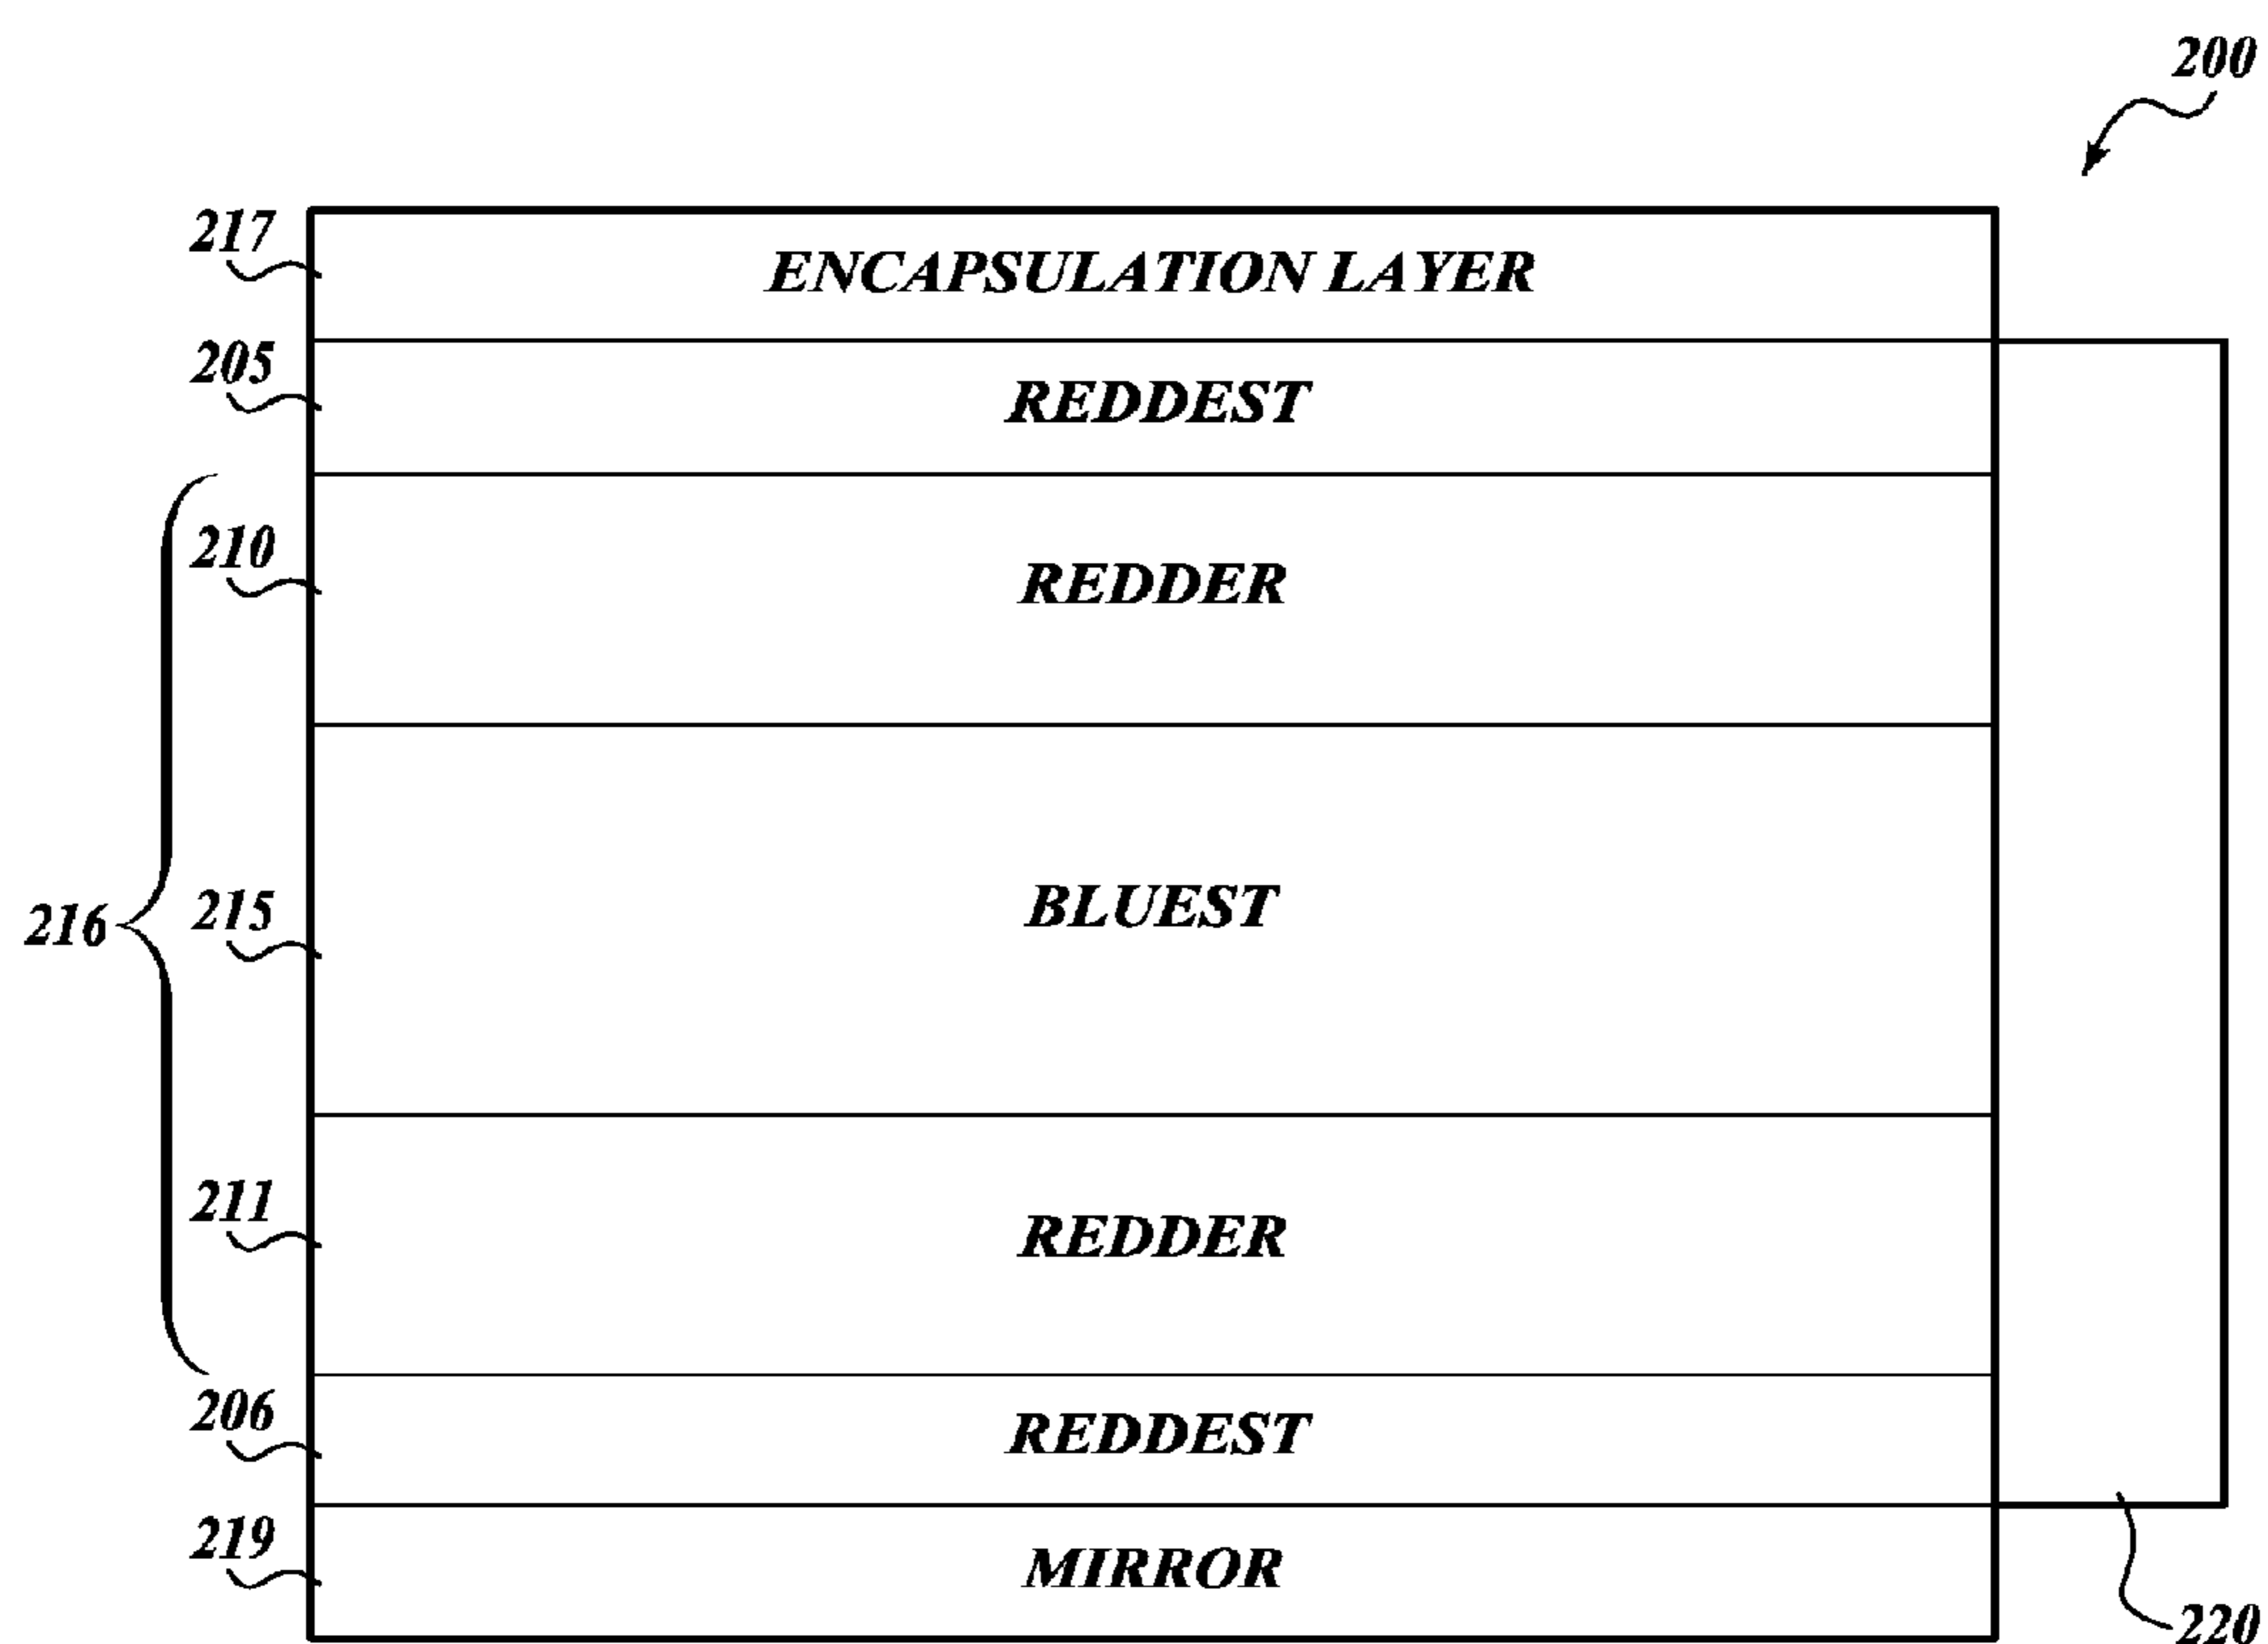 200
217
ENCAPSULATION LAYER
205
REDDEST
210
REDDER
216
215
BLUEST
211
REDDER
206
REDDEST
219
MIRROR
220